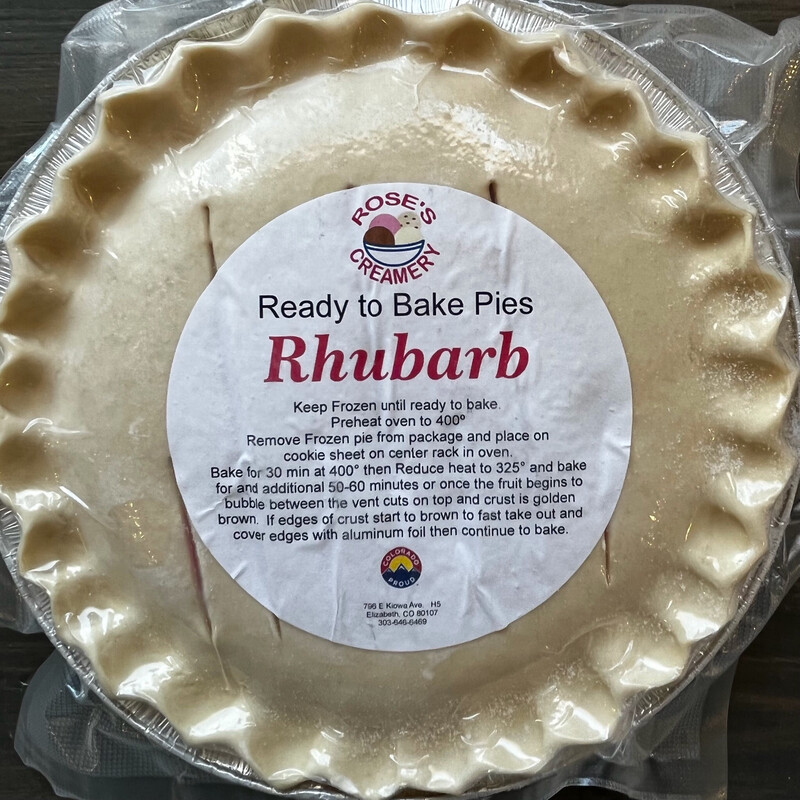 ROSE'S
CREAMERY
Ready to Bake Pies
Rhubarb
Keep Frozen until ready to bake.
Preheat oven to 400º
Remove Frozen pie from package and place on
cookie sheet on center rack in oven.
Bake for 30 min at 400° then Reduce heat to 325° and bake
for and additional 50-60 minutes or once the fruit begins to
bubble between the vent cuts on top and crust is golden
brown. If edges of crust start to brown to fast take out and
cover edges with aluminum foil then continue to bake.
COLORADO
PROUD
796 E Kiowa Ave. H5
Elizabeth, CO 80107
303-646-6469